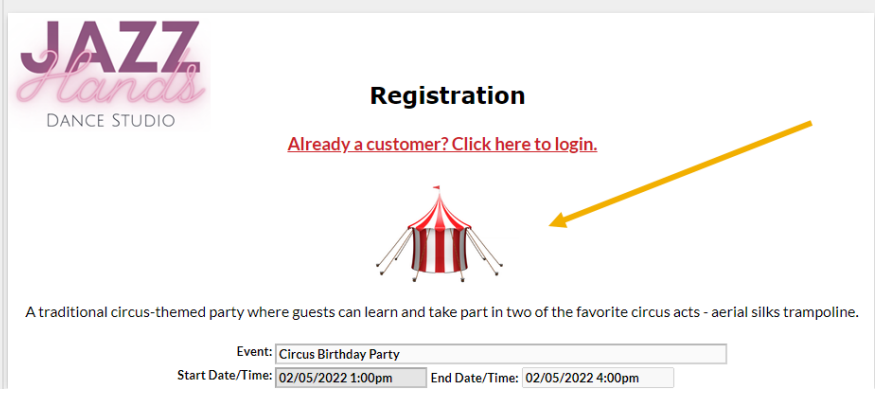 JAZZ
Hands
DANCE STUDIO
Registration
Already a customer? Click here to login.
A traditional circus-themed party where guests can learn and take part in two of the favorite circus acts - aerial silks trampoline.
Event: Circus Birthday Party
Start Date/Time: 02/05/2022 1:00pm End Date/Time: 02/05/2022 4:00pm